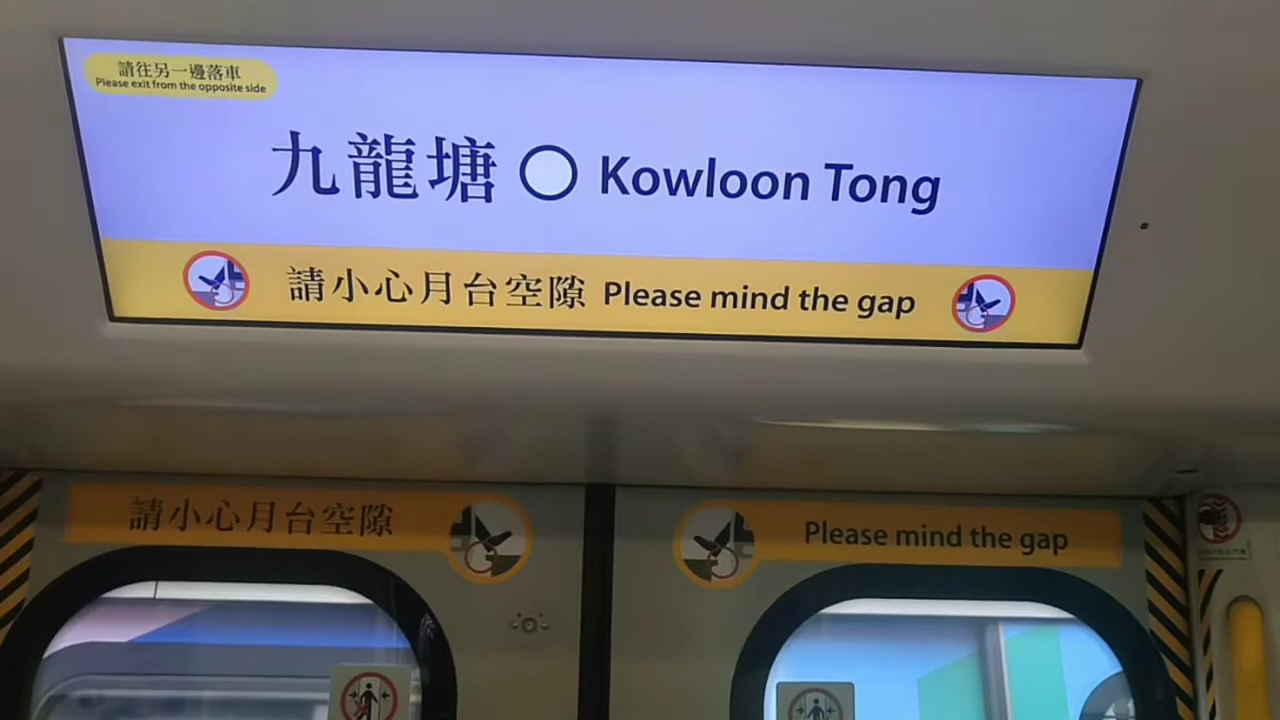 請往另一邊落車
Please exit from the opposite side
九龍塘 Kowloon Tong
請小心月台空隙 Please mind the gap
請小心月台空隙
Please mind the gap